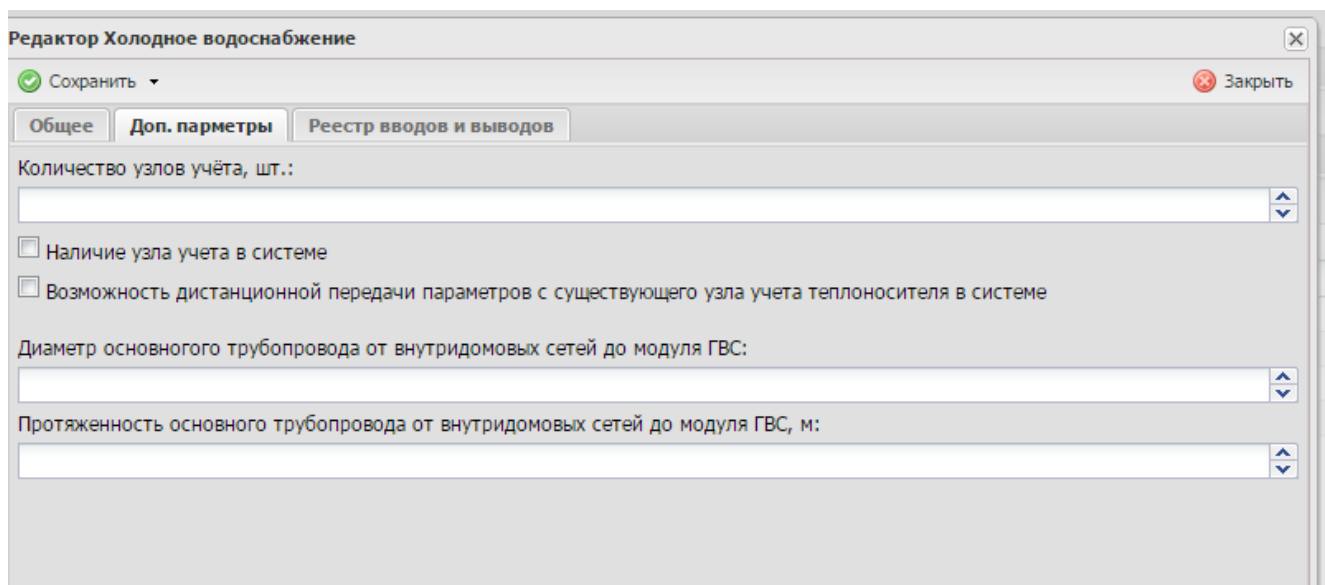 Редактор Холодное водоснабжение
Сохранить Закрыть
Общее Доп. парметры Реестр вводов и выводов
Количество узлов учёта, шт.:
Наличие узла учета в системе
Возможность дистанционной передачи параметров с существующего узла учета теплоносителя в системе
Диаметр основногого трубопровода от внутридомовых сетей до модуля ГВС:
Протяженность основного трубопровода от внутридомовых сетей до модуля ГВС, м: